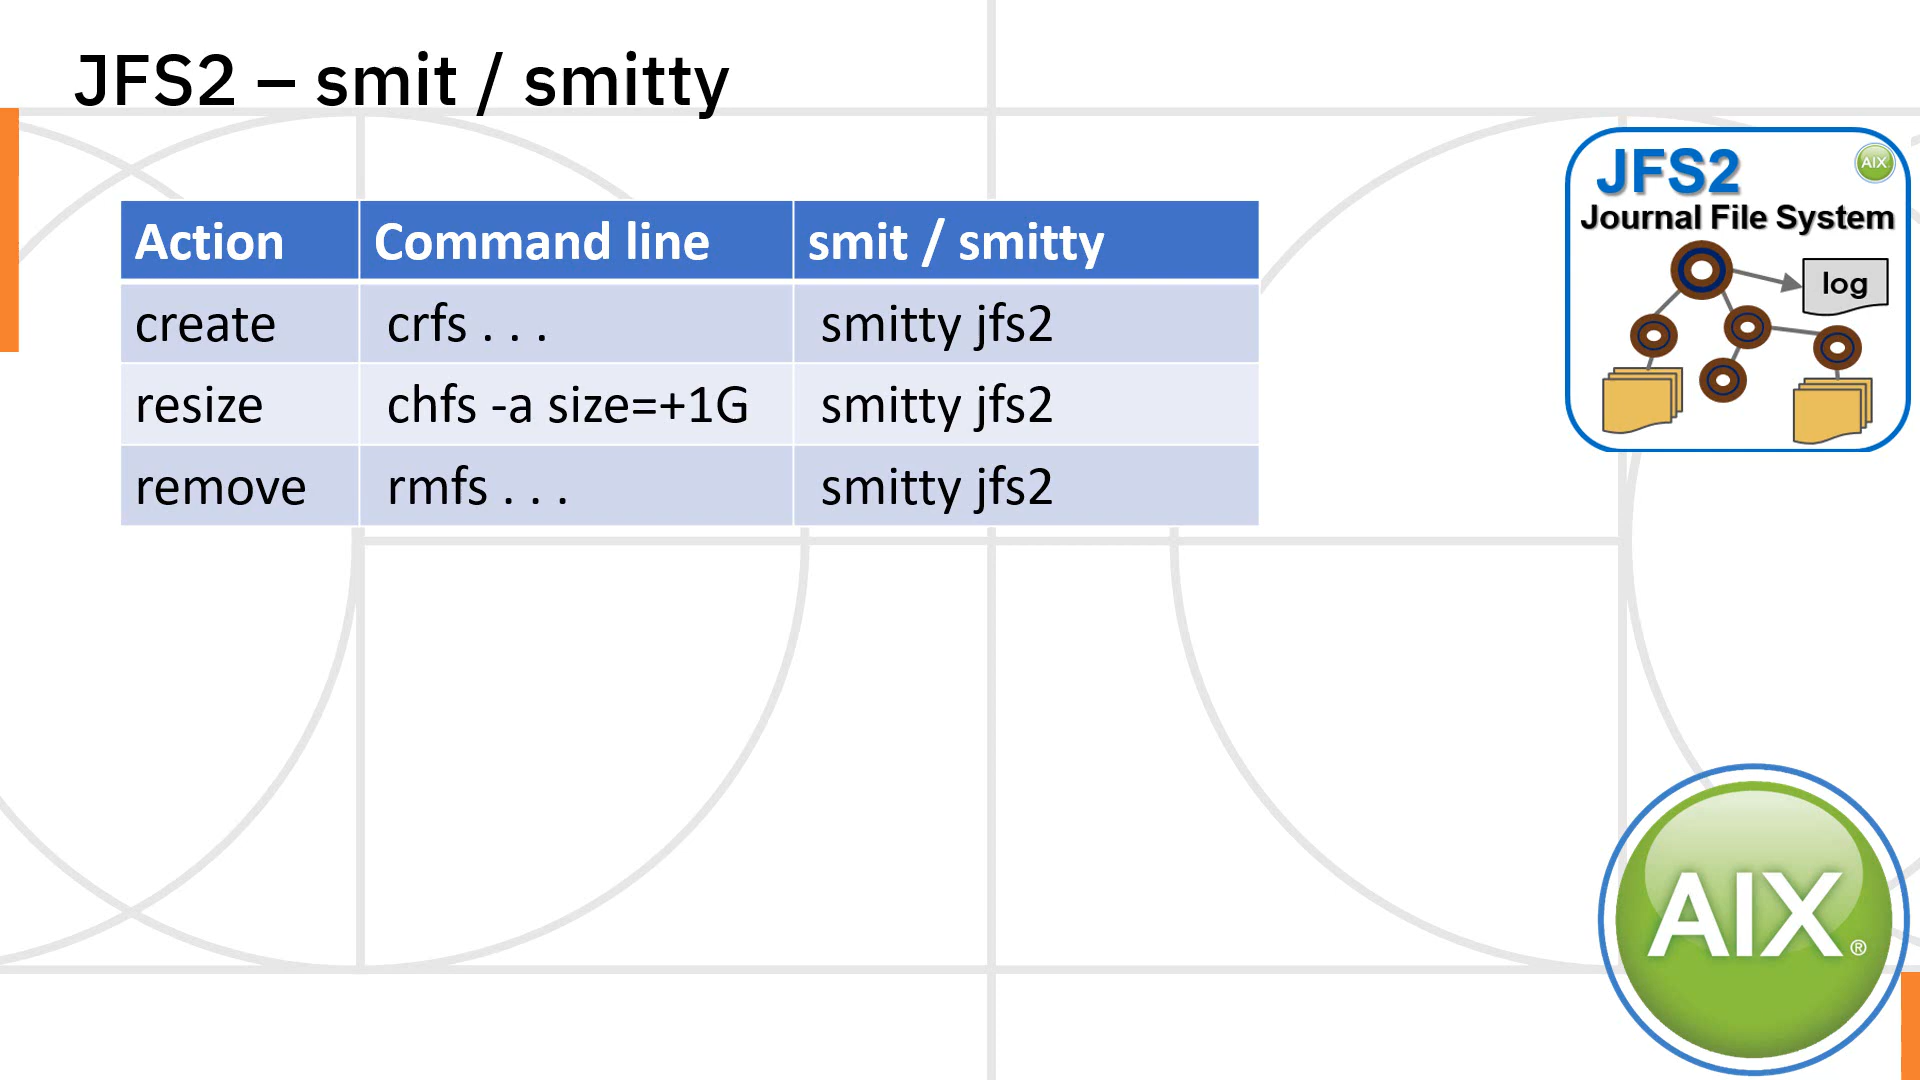 JFS2 – smit / smitty
JFS2
AIX
Journal File System
log
Action Command line smit / smitty
create crfs . . . smitty jfs2
resize chfs -a size=+1G smitty jfs2
remove rmfs . . . smitty jfs2
AIX®